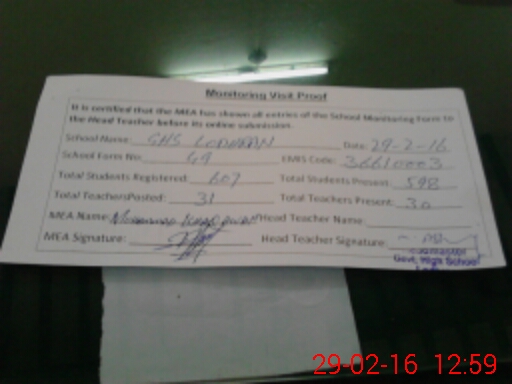 Monitoring Visit Proof
It is certified that the MEA has shown all entries of the School Monitoring Form to
the Head Teacher before its online submission.
School Name: GHS LODHRAN Date: 29-2-16
School Form No: 49 EMIS Code: 36610003
Total Students Registered: 607 Total Students Present: 598
Total Teachers Posted: 31 Total Teachers Present: 30
MEA Name: Head Teacher Name
MEA Signature: Head Teacher Signature:
Govt. High School
29-02-16 12:59